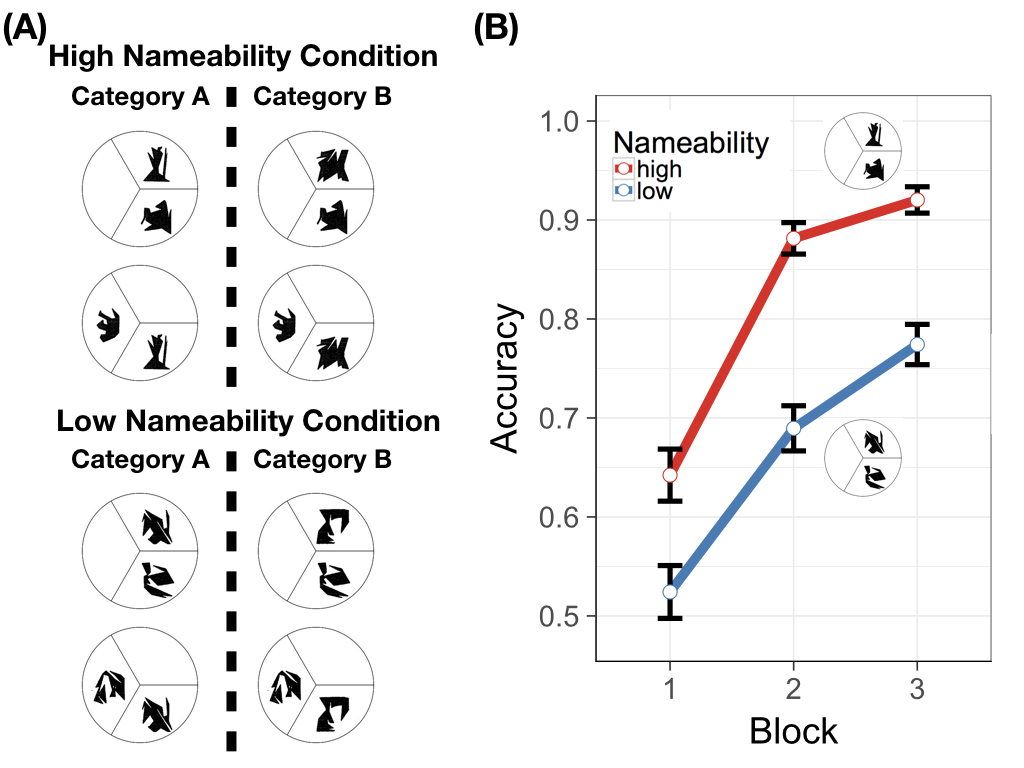 (A)
High Nameability Condition
Category A
Category B
Low Nameability Condition
Category A
Category B
(B)
Nameability
high
low
1.0
0.9
0.8
0.7
0.6
0.5
Accuracy
1
2
3
Block